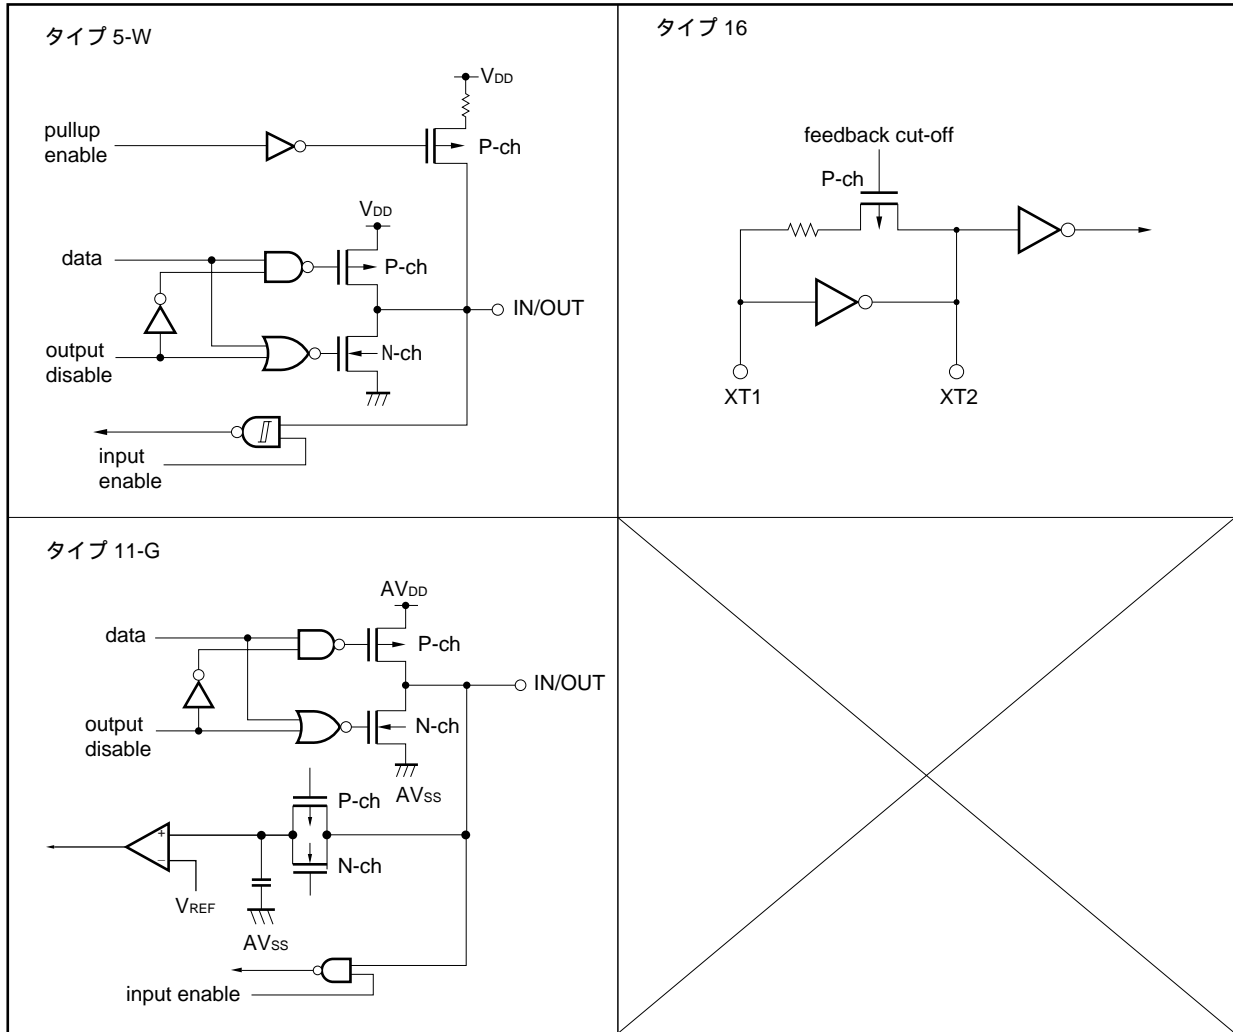 タイプ 5-W
VDD
pullup
enable
P-ch
VDD
data
P-ch
IN/OUT
output
disable
N-ch
input
enable
タイプ 16
feedback cut-off
P-ch
XT1
XT2
タイプ 11-G
AVDD
data
P-ch
IN/OUT
output
disable
N-ch
AVSS
P-ch
+
−
N-ch
VREF
AVSS
input enable